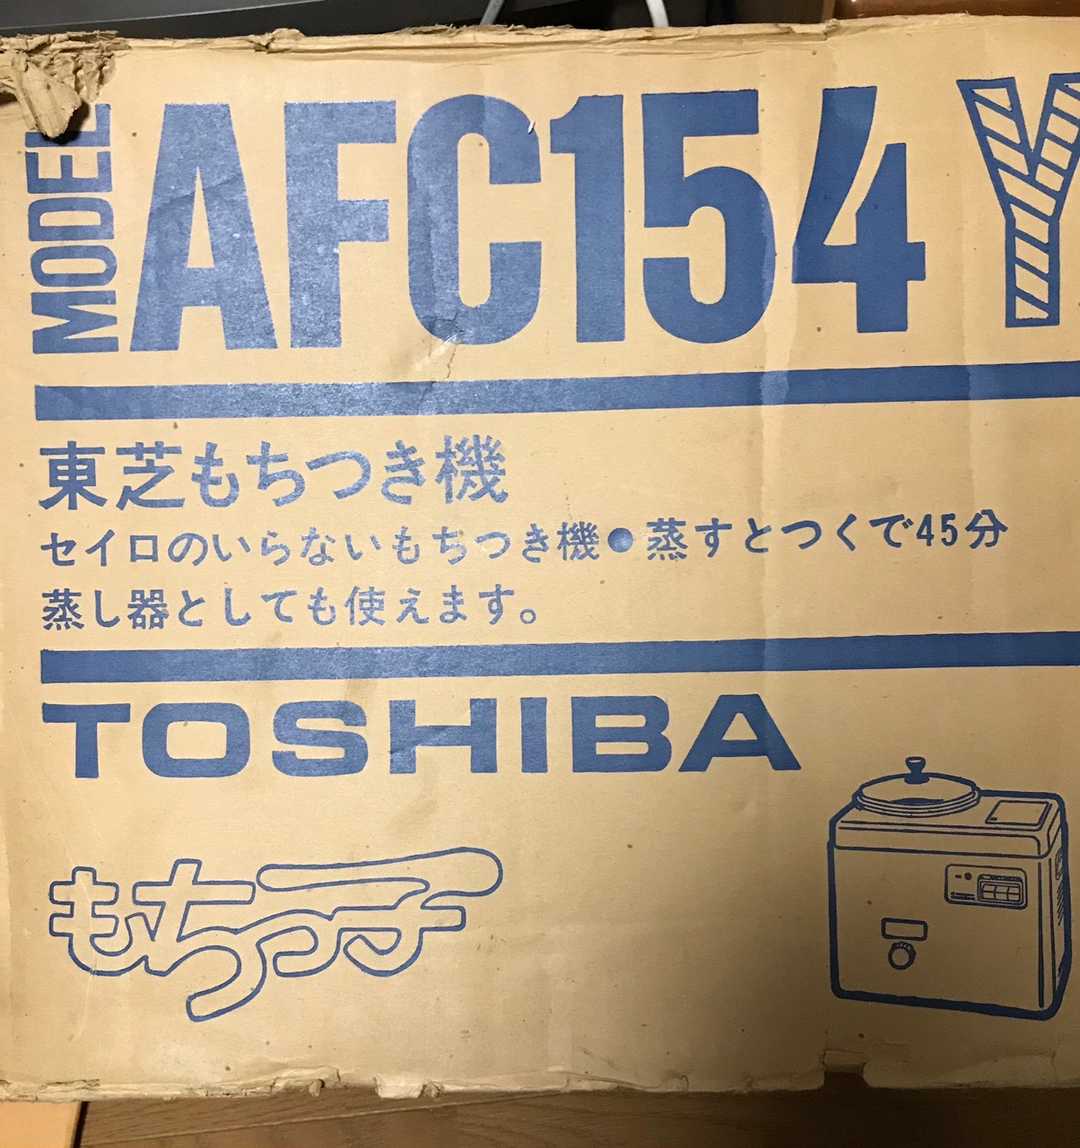 MODEL AFC154 Y
東芝もちつき機
セイロのいらないもちつき機●蒸すとつくで45分
蒸し器としても使えます。
TOSHIBA
もちっ子